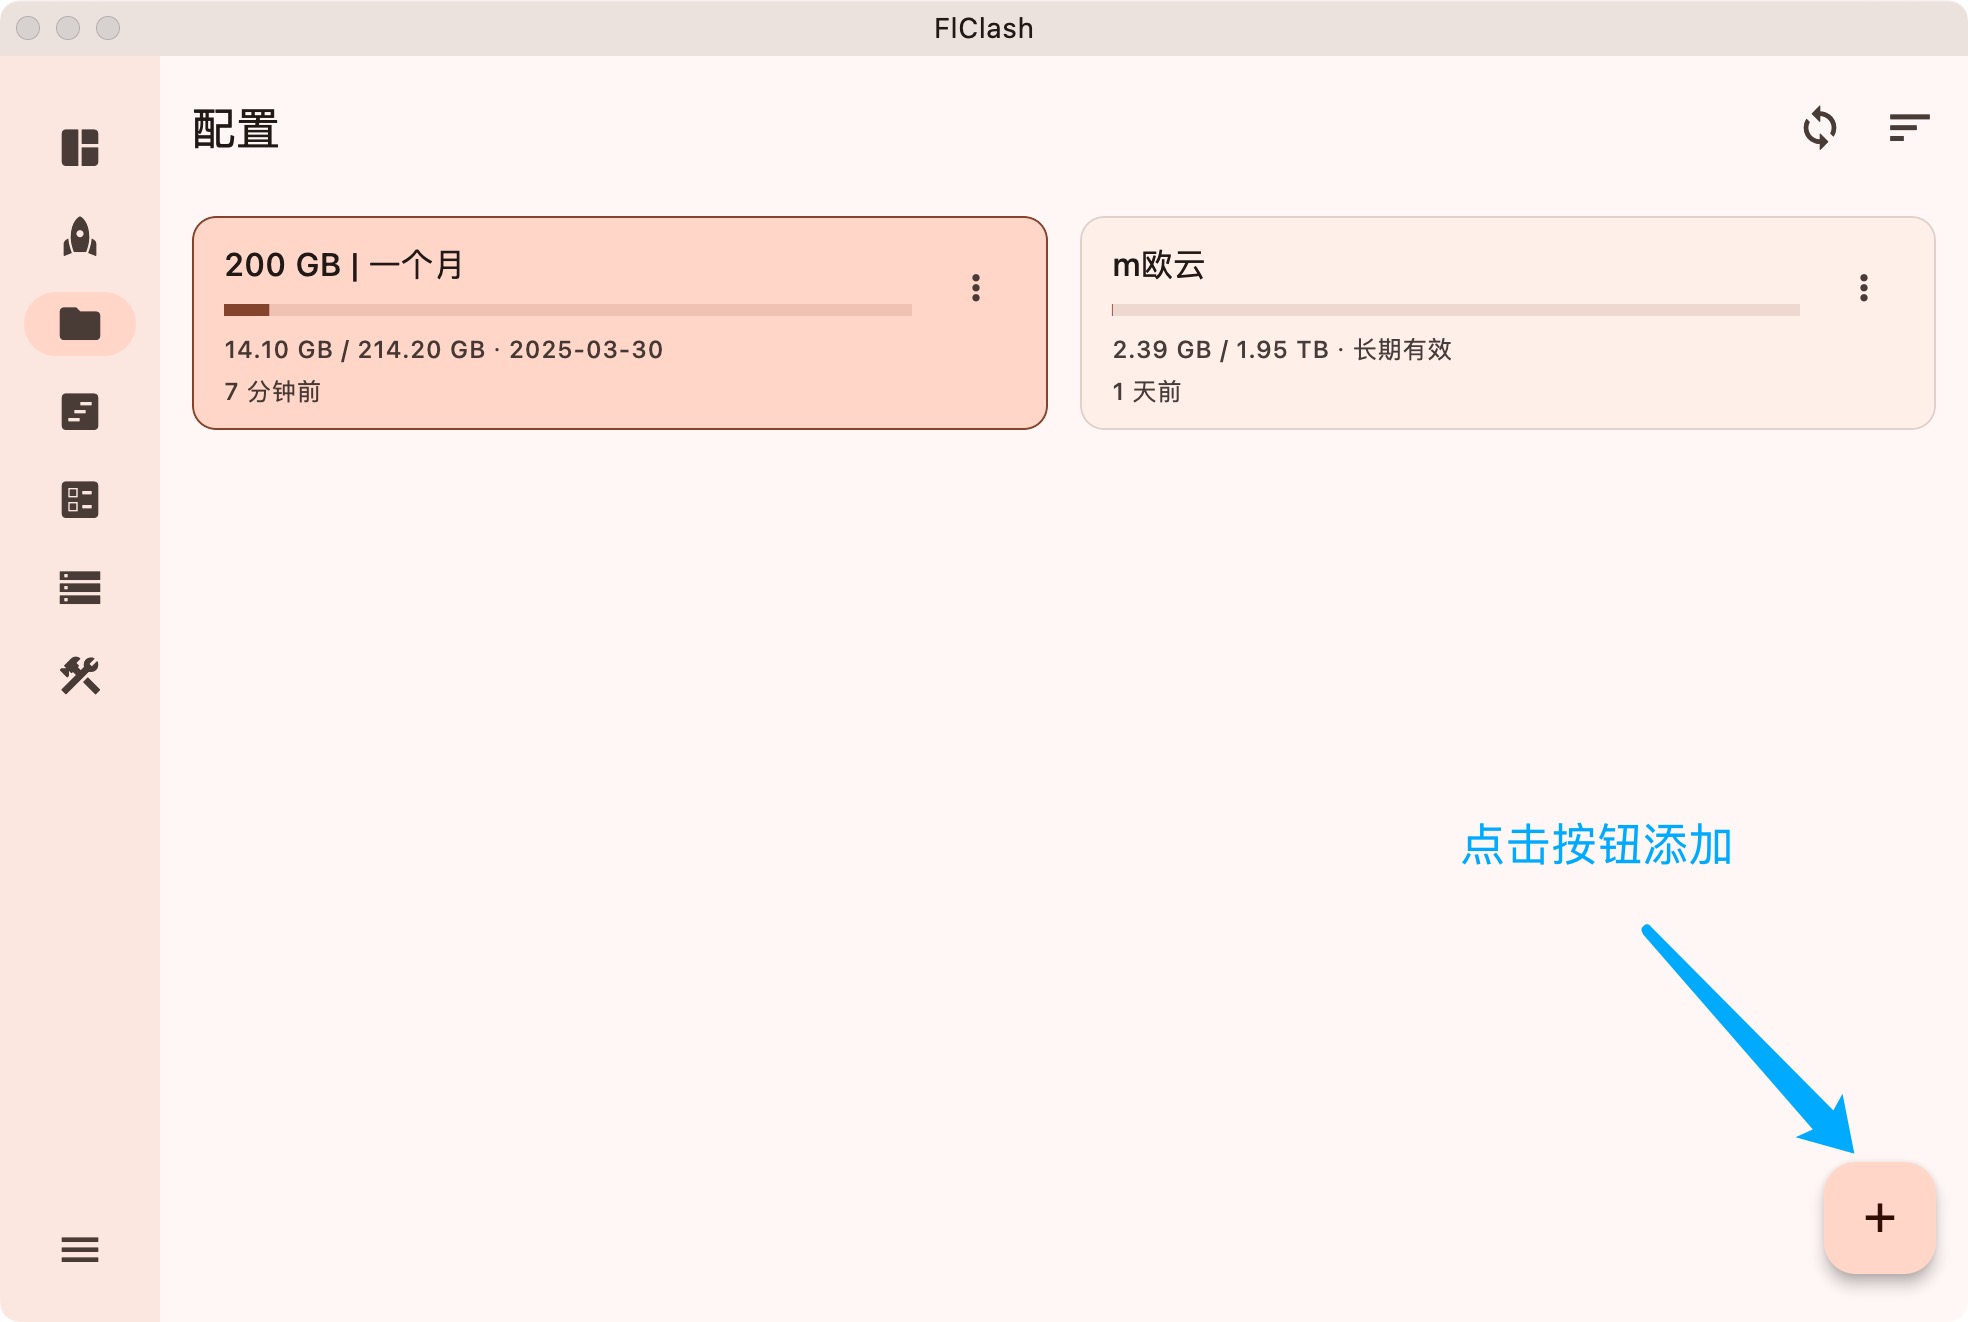 FlClash
配置
200 GB | 一个月
14.10 GB / 214.20 GB · 2025-03-30
7 分钟前
m欧云
2.39 GB / 1.95 TB · 长期有效
1 天前
点击按钮添加